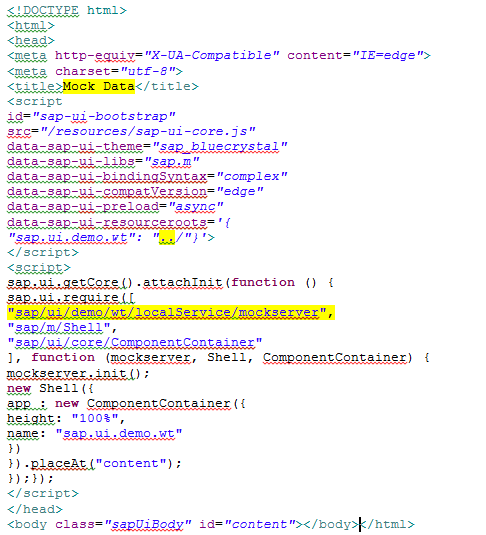 <!DOCTYPE html>
<html>
<head>
<meta http-equiv="X-UA-Compatible" content="IE=edge">
<meta charset="utf-8">
<title>Mock Data</title>
<script
id="sap-ui-bootstrap"
src="/resources/sap-ui-core.js"
data-sap-ui-theme="sap_bluecrystal"
data-sap-ui-libs="sap.m"
data-sap-ui-bindingSyntax="complex"
data-sap-ui-compatVersion="edge"
data-sap-ui-preload="async"
data-sap-ui-resourceroots='{
"sap.ui.demo.wt": "../"}'>
</script>
<script>
sap.ui.getCore().attachInit(function () {
sap.ui.require([
"sap/ui/demo/wt/localService/mockserver",
"sap/m/Shell",
"sap/ui/core/ComponentContainer"
], function (mockserver, Shell, ComponentContainer) {
mockserver.init();
new Shell({
app : new ComponentContainer({
height: "100%",
name: "sap.ui.demo.wt"
})
}).placeAt("content");
});});
</script>
</head>
<body class="sapUiBody" id="content"></body></html>